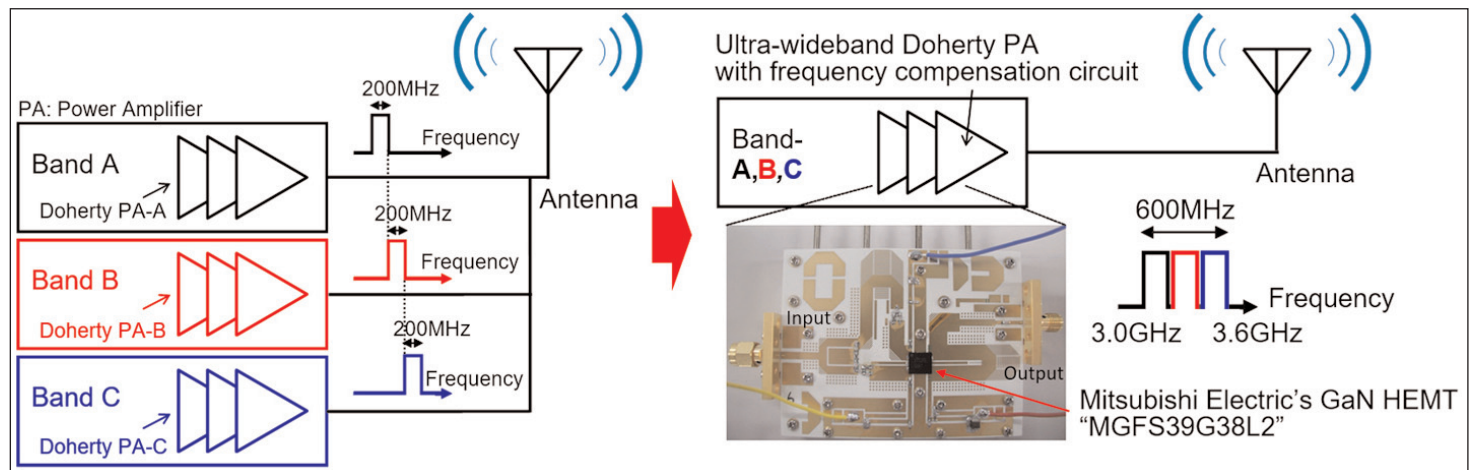 PA: Power Amplifier
Band A
Doherty PA-A
200MHz
Frequency
Antenna
Band B
Doherty PA-B
200MHz
Frequency
Band C
Doherty PA-C
200MHz
Frequency
Ultra-wideband Doherty PA
with frequency compensation circuit
Band-
A,B,C
Antenna
Input
Output
600MHz
Frequency
3.0GHz
3.6GHz
Mitsubishi Electric's GaN HEMT
“MGFS39G38L2”